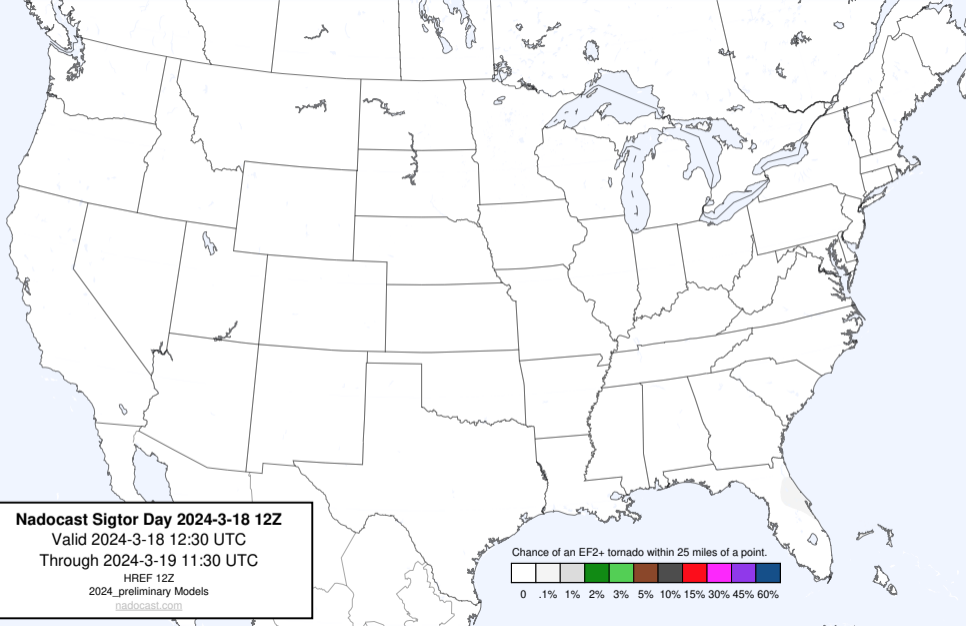 Nadocast Sigtor Day 2024-3-18 12Z
Valid 2024-3-18 12:30 UTC
Through 2024-3-19 11:30 UTC
HREF 12Z
2024_preliminary Models
nadocast.com
Chance of an EF2+ tornado within 25 miles of a point.
0 .1% 1% 2% 3% 5% 10% 15% 30% 45% 60%